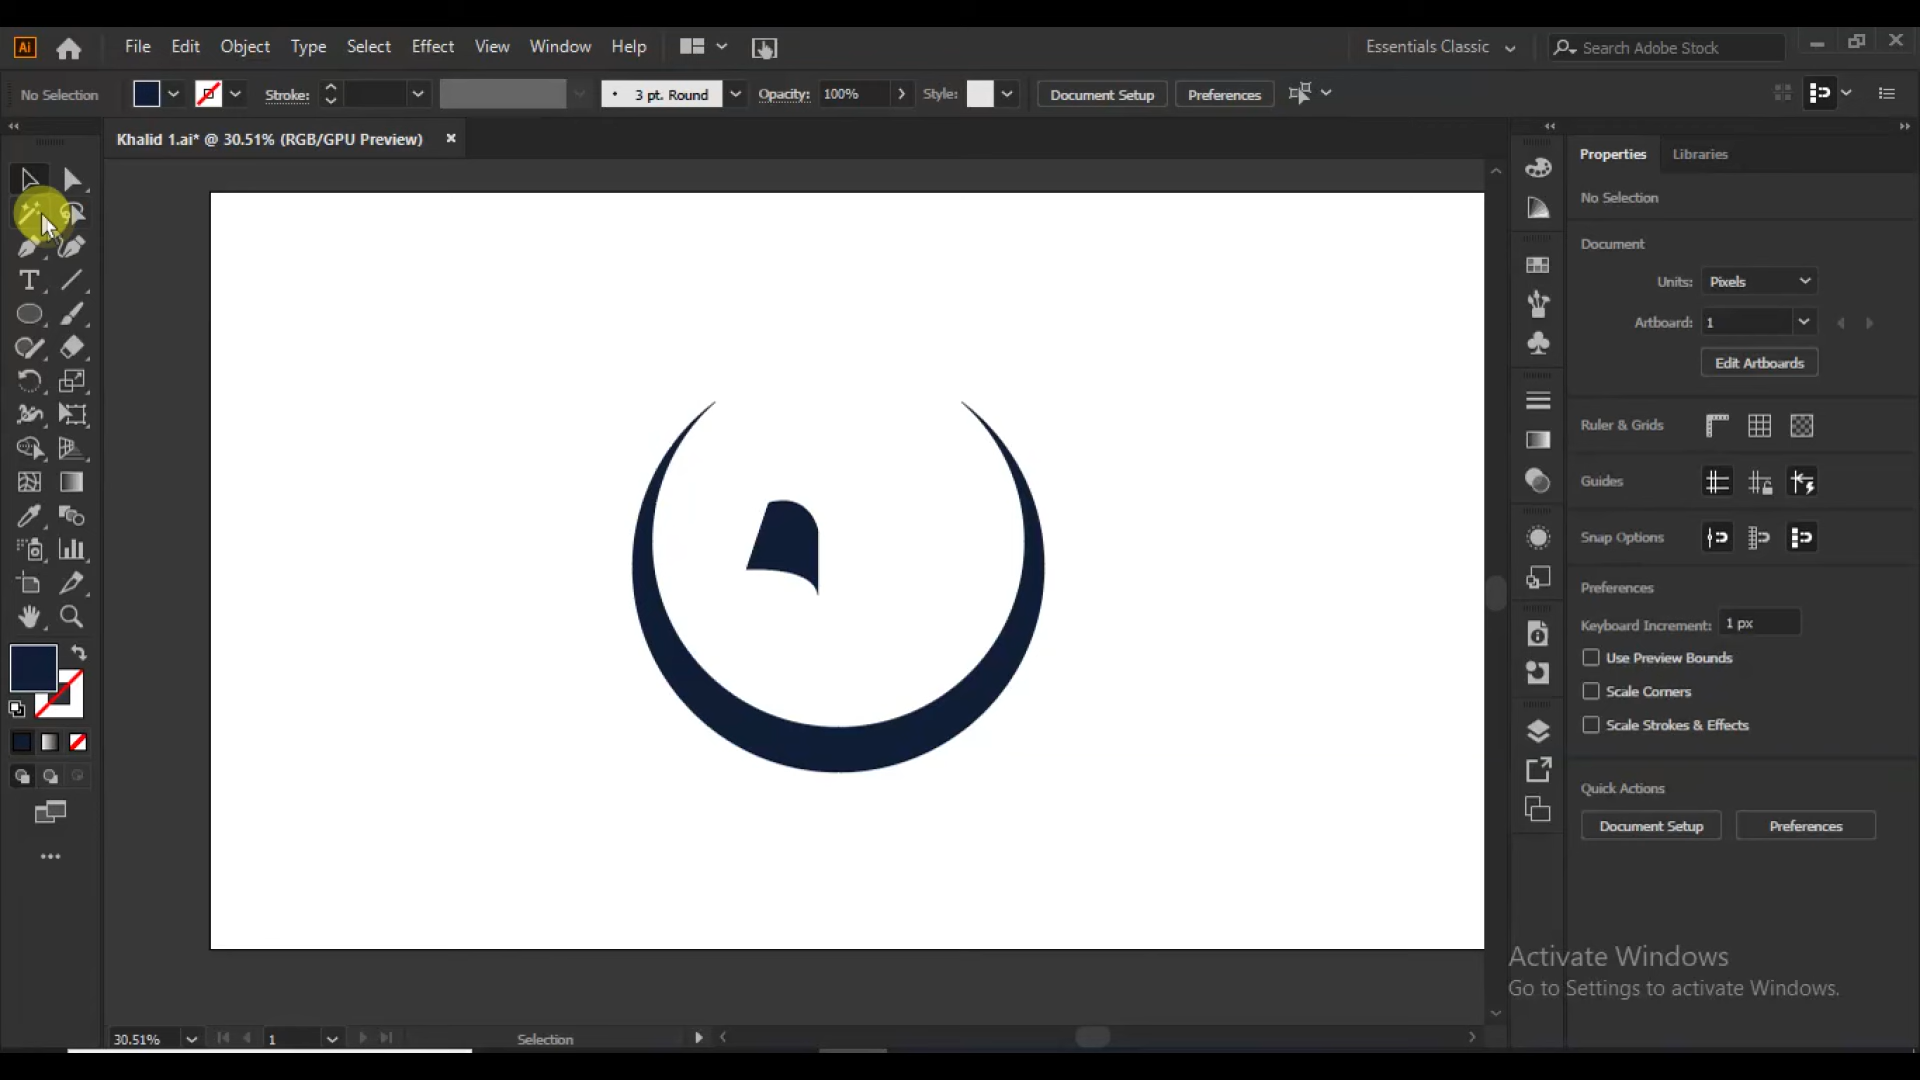 Ai File Edit Object Type Select Effect View Window Help Essentials Classic Search Adobe Stock
No Selection Stroke: 3 pt. Round Opacity: 100% Style: Document Setup Preferences
Khalid 1.ai* @ 30.51% (RGB/GPU Preview)
Properties Libraries
No Selection
Document
Units: Pixels
Artboard: 1
Edit Artboards
Ruler & Grids
Guides
Snap Options
Preferences
Keyboard Increment: 1 px
Use Preview Bounds
Scale Corners
Scale Strokes & Effects
Quick Actions
Document Setup Preferences
Activate Windows
Go to Settings to activate Windows.
30.51% 1 Selection